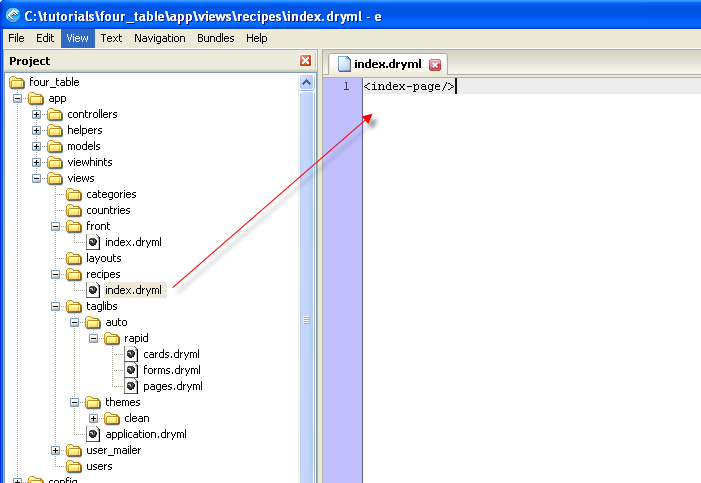 C:\tutorials\four_table\app\views\recipes\index.dryml - e
File Edit View Text Navigation Bundles Help
Project
index.dryml
1 <index-page/>
four_table
app
controllers
helpers
models
viewhints
views
categories
countries
front
index.dryml
layouts
recipes
index.dryml
taglibs
auto
rapid
cards.dryml
forms.dryml
pages.dryml
themes
clean
application.dryml
user_mailer
users
config